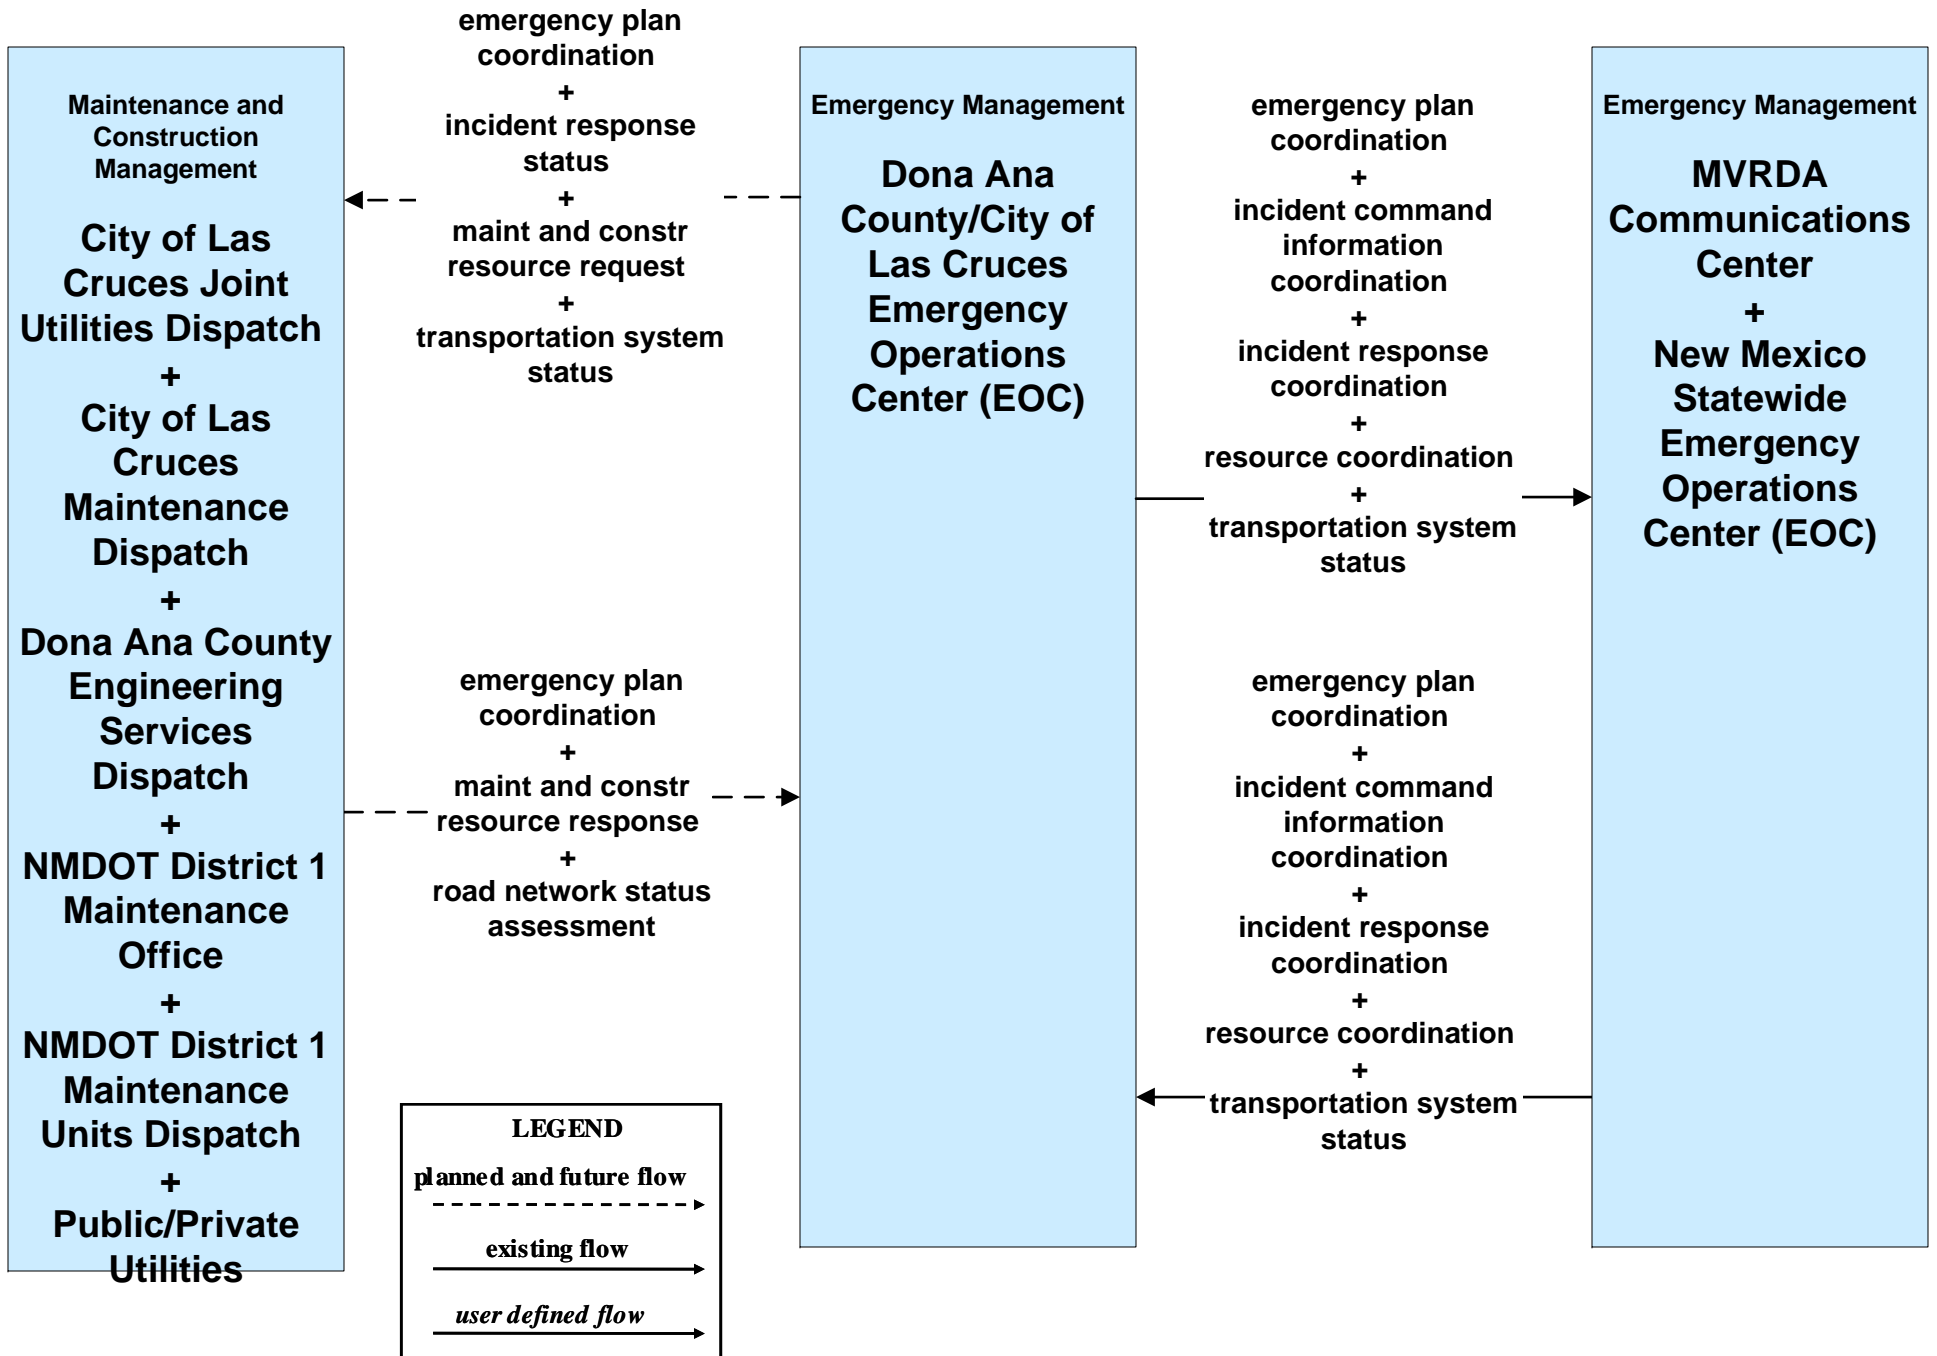 Maintenance and
Construction
Management
City of Las
Cruces Joint
Utilities Dispatch
+
City of Las
Cruces
Maintenance
Dispatch
+
Dona Ana County
Engineering
Services
Dispatch
+
NMDOT District 1
Maintenance
Office
+
NMDOT District 1
Maintenance
Units Dispatch
+
Public/Private
Utilities
emergency plan
coordination
+
incident response
status
+
maint and constr
resource request
+
transportation system
status
emergency plan
coordination
+
maint and constr
resource response
+
road network status
assessment
LEGEND
planned and future flow
existing flow
user defined flow
Emergency Management
Dona Ana
County/City of
Las Cruces
Emergency
Operations
Center (EOC)
emergency plan
coordination
+
incident command
information
coordination
+
incident response
coordination
+
resource coordination
+
transportation system
status
emergency plan
coordination
+
incident command
information
coordination
+
incident response
coordination
+
resource coordination
+
transportation system
status
Emergency Management
MVRDA
Communications
Center
+
New Mexico
Statewide
Emergency
Operations
Center (EOC)